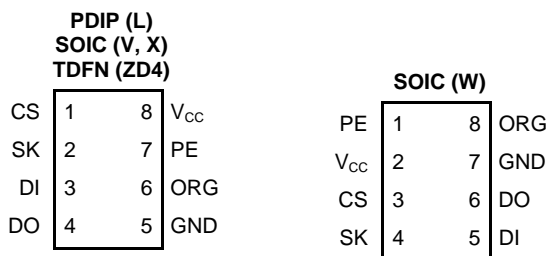 PDIP (L)
SOIC (V, X)
TDFN (ZD4)
CS 1 8 VCC
SK 2 7 PE
DI 3 6 ORG
DO 4 5 GND
SOIC (W)
PE 1 8 ORG
VCC 2 7 GND
CS 3 6 DO
SK 4 5 DI